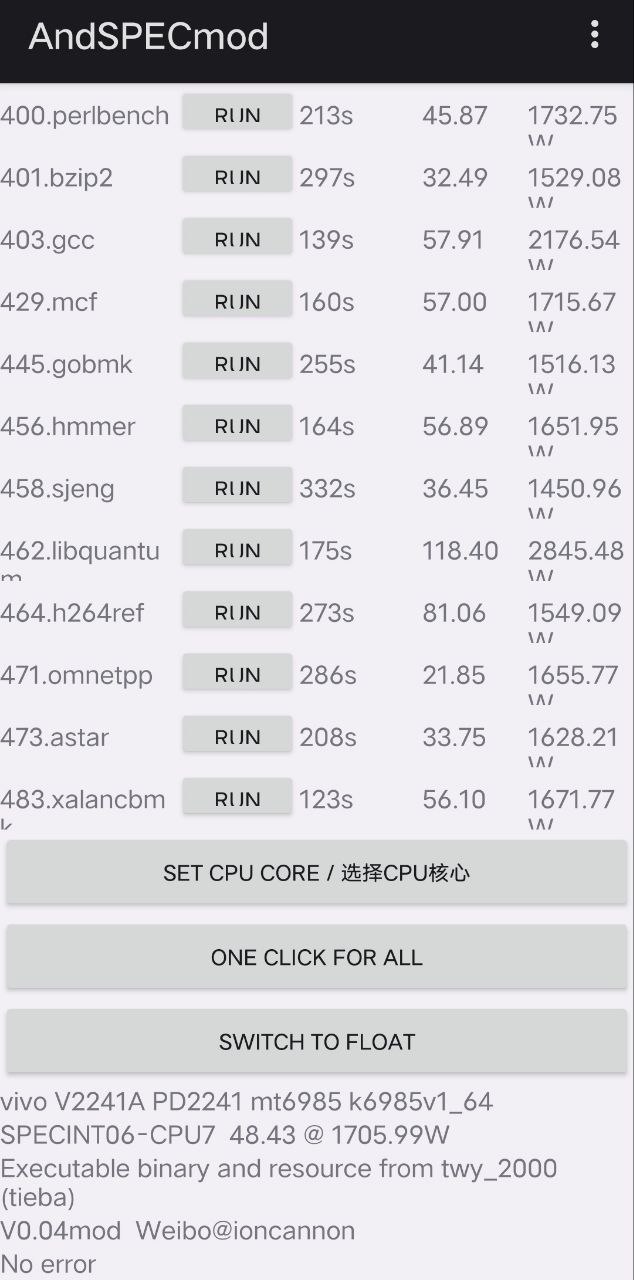 AndSPECmod
400.perlbench RUN 213s 45.87 1732.75
W
401.bzip2 RUN 297s 32.49 1529.08
W
403.gcc RUN 139s 57.91 2176.54
W
429.mcf RUN 160s 57.00 1715.67
W
445.gobmk RUN 255s 41.14 1516.13
W
456.hmmer RUN 164s 56.89 1651.95
W
458.sjeng RUN 332s 36.45 1450.96
W
462.libquantu RUN 175s 118.40 2845.48
m W
464.h264ref RUN 273s 81.06 1549.09
W
471.omnetpp RUN 286s 21.85 1655.77
W
473.astar RUN 208s 33.75 1628.21
W
483.xalancbm RUN 123s 56.10 1671.77
k W
SET CPU CORE / 选择CPU核心
ONE CLICK FOR ALL
SWITCH TO FLOAT
vivo V2241A PD2241 mt6985 k6985v1_64
SPECINT06-CPU7 48.43 @ 1705.99W
Executable binary and resource from twy_2000
(tieba)
V0.04mod Weibo@ioncannon
No error